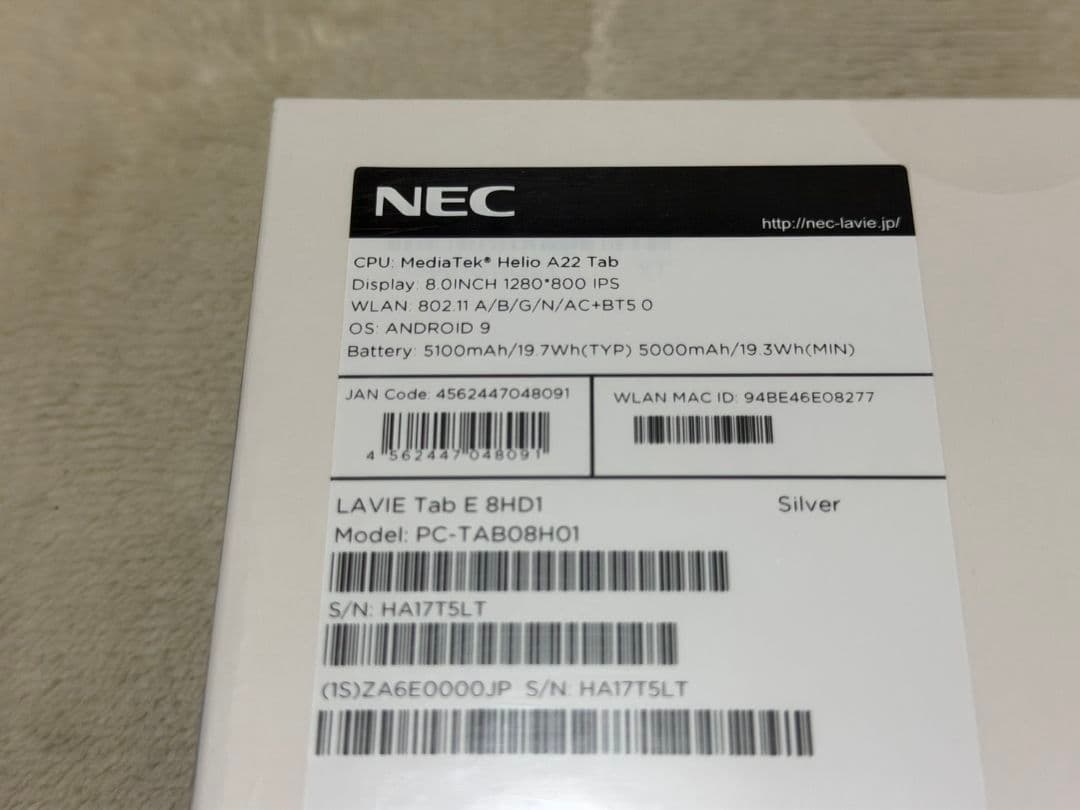 NEC
http://nec-lavie.jp/
CPU: MediaTek® Helio A22 Tab
Display: 8.0INCH 1280*800 IPS
WLAN: 802.11 A/B/G/N/AC+BT5.0
OS: ANDROID 9
Battery: 5100mAh/19.7Wh(TYP) 5000mAh/19.3Wh(MIN)
JAN Code: 4562447048091
4 562447 048091
WLAN MAC ID: 94BE46E08277
LAVIE Tab E 8HD1 Silver
Model: PC-TAB08H01
S/N: HA17T5LT
(1S)ZA6E0000JP S/N: HA17T5LT